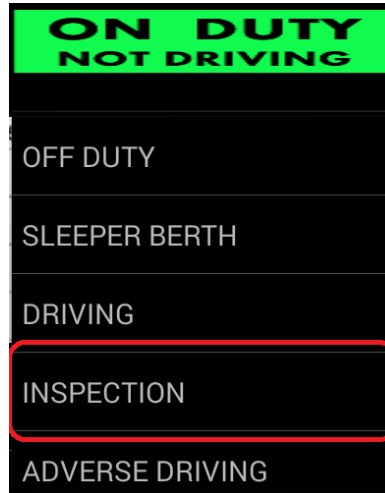 ON DUTY
NOT DRIVING
OFF DUTY
SLEEPER BERTH
DRIVING
INSPECTION
ADVERSE DRIVING